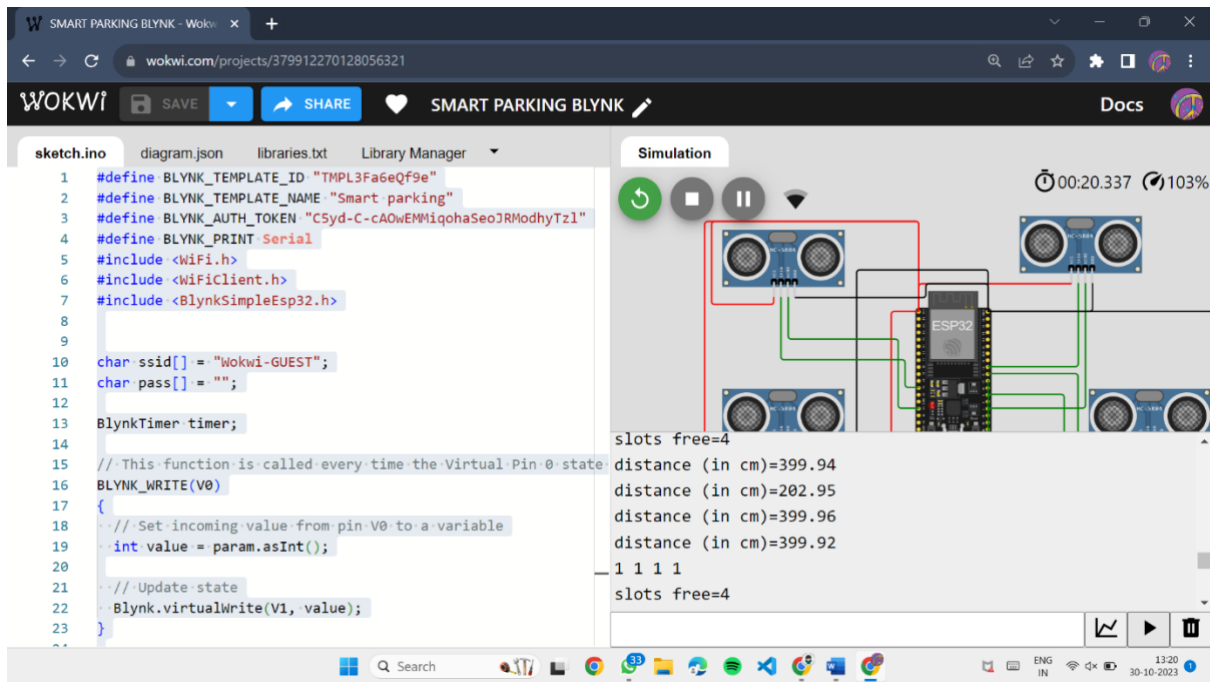 SMART PARKING BLYNK - Wokw
wokwi.com/projects/379912270128056321
WOKWI SAVE SHARE SMART PARKING BLYNK Docs
sketch.ino diagram.json libraries.txt Library Manager
1 #define BLYNK_TEMPLATE_ID "TMPL3Fa6eQf9e"
2 #define BLYNK_TEMPLATE_NAME "Smart parking"
3 #define BLYNK_AUTH_TOKEN "C5yd-C-cAOwEMMiqohaSeoJRModhyTzl"
4 #define BLYNK_PRINT Serial
5 #include <WiFi.h>
6 #include <WiFiClient.h>
7 #include <BlynkSimpleEsp32.h>
8
9
10 char ssid[] = "Wokwi-GUEST";
11 char pass[] = "";
12
13 BlynkTimer timer;
14
15 // This function is called every time the Virtual Pin 0 state
16 BLYNK_WRITE(V0)
17 {
18 // Set incoming value from pin V0 to a variable
19 int value = param.asInt();
20
21 // Update state
22 Blynk.virtualWrite(V1, value);
23 }
Simulation
00:20.337 103%
HC-SR04
HC-SR04
ESP32
slots free=4
distance (in cm)=399.94
distance (in cm)=202.95
distance (in cm)=399.96
distance (in cm)=399.92
1 1 1 1
slots free=4
Search
33
ENG
IN
13:20
30-10-2023
1